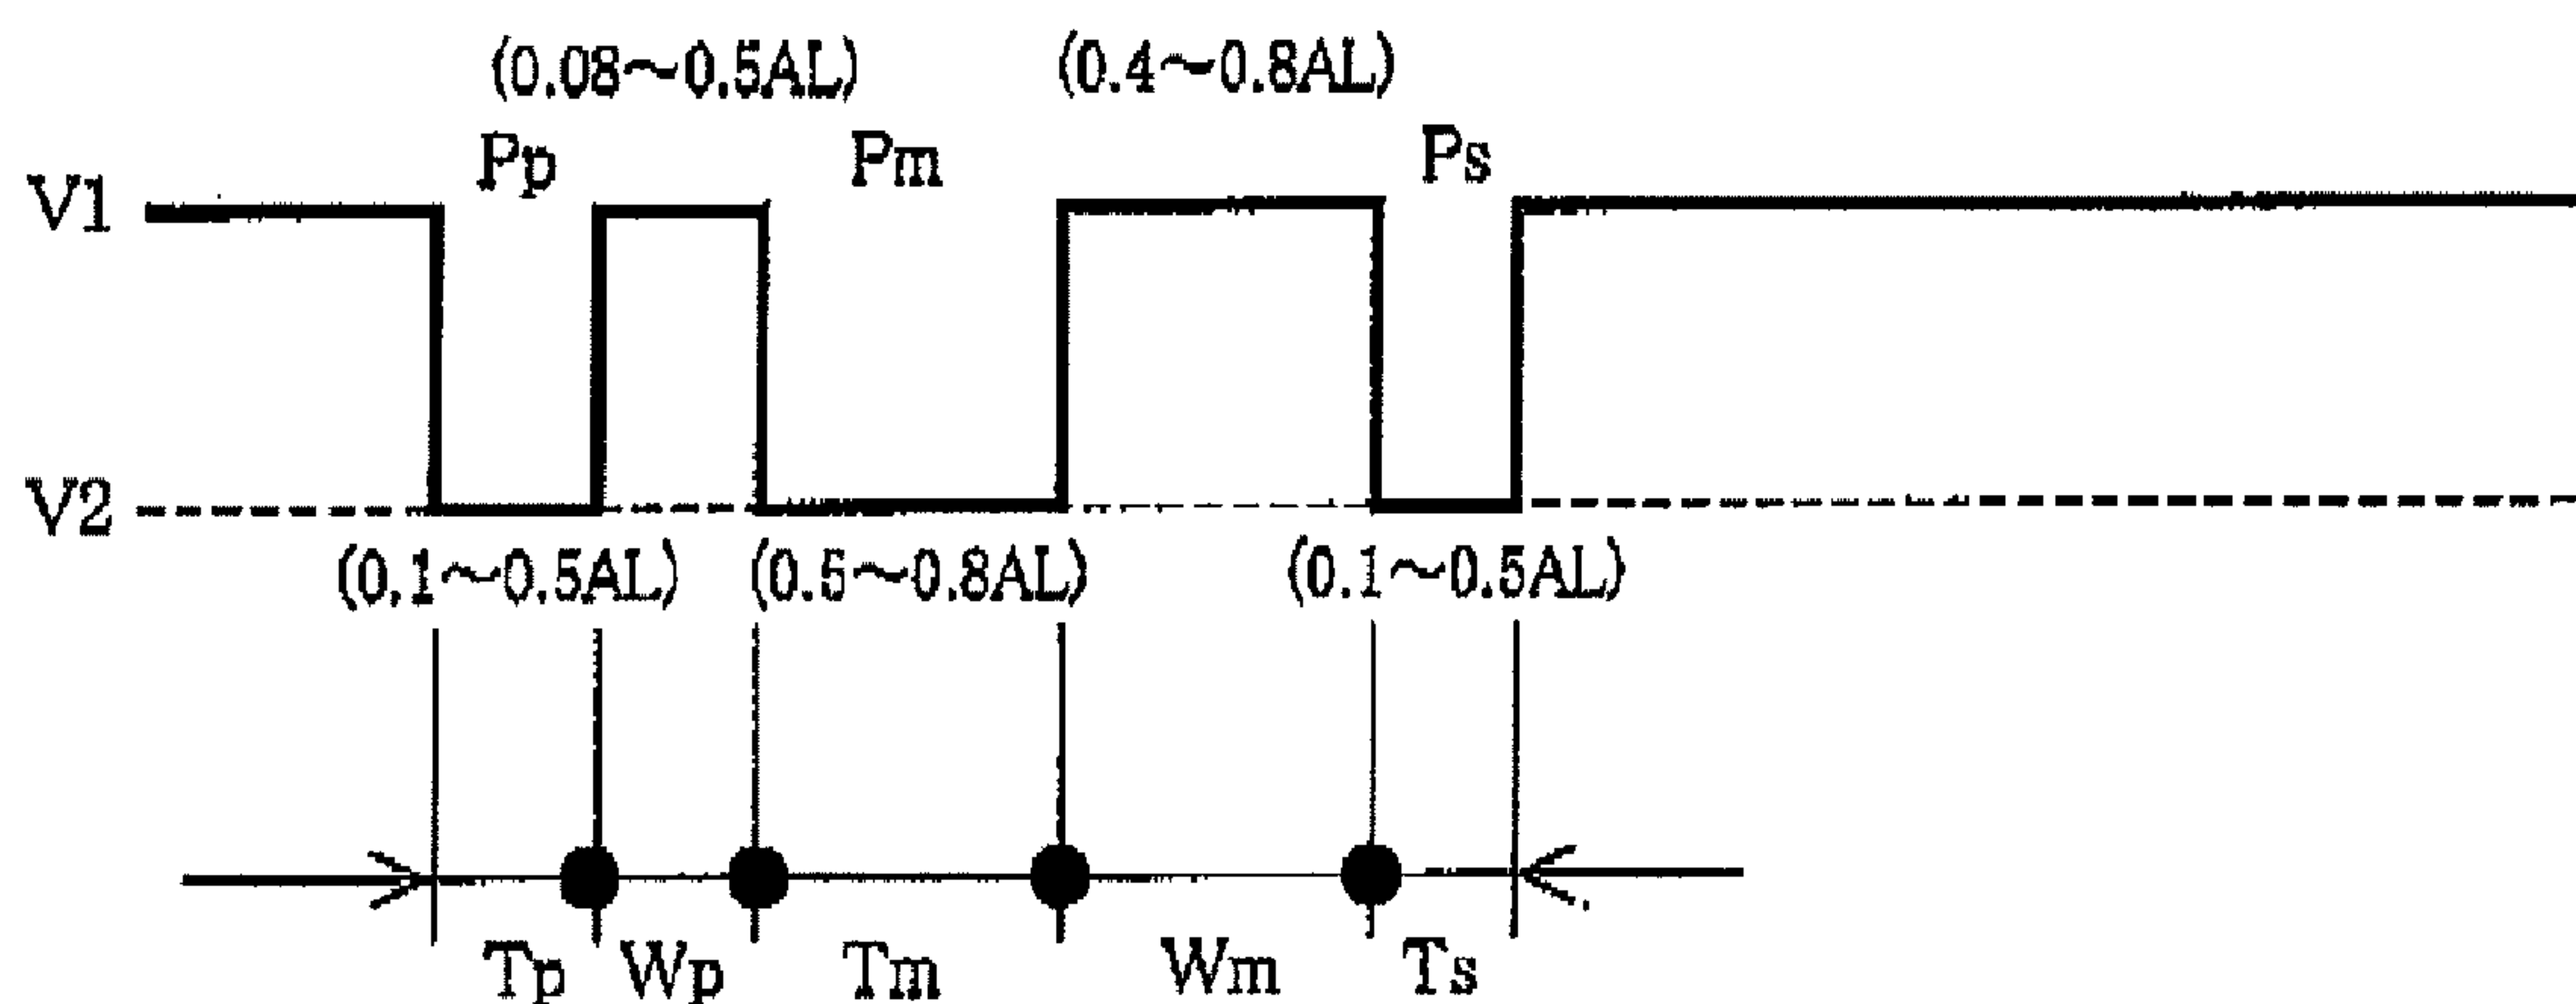 (0.08～0.5AL) (0.4～0.8AL)
Pp Pm Ps
V1
V2
(0.1～0.5AL) (0.5～0.8AL) (0.1～0.5AL)
Tp Wp Tm Wm Ts